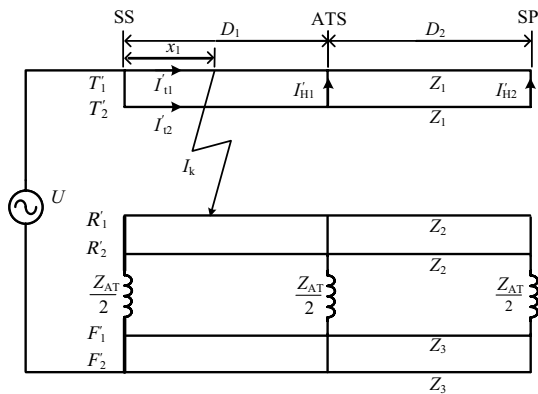 SS D₁ ATS D₂ SP
x₁
T′₁ I′t1 I′H1 Z₁ I′H2
T′₂ I′t2 Z₁
Ik
U
R′₁ Z₂
R′₂ Z₂
ZAT/2 ZAT/2 ZAT/2
F′₁ Z₃
F′₂ Z₃